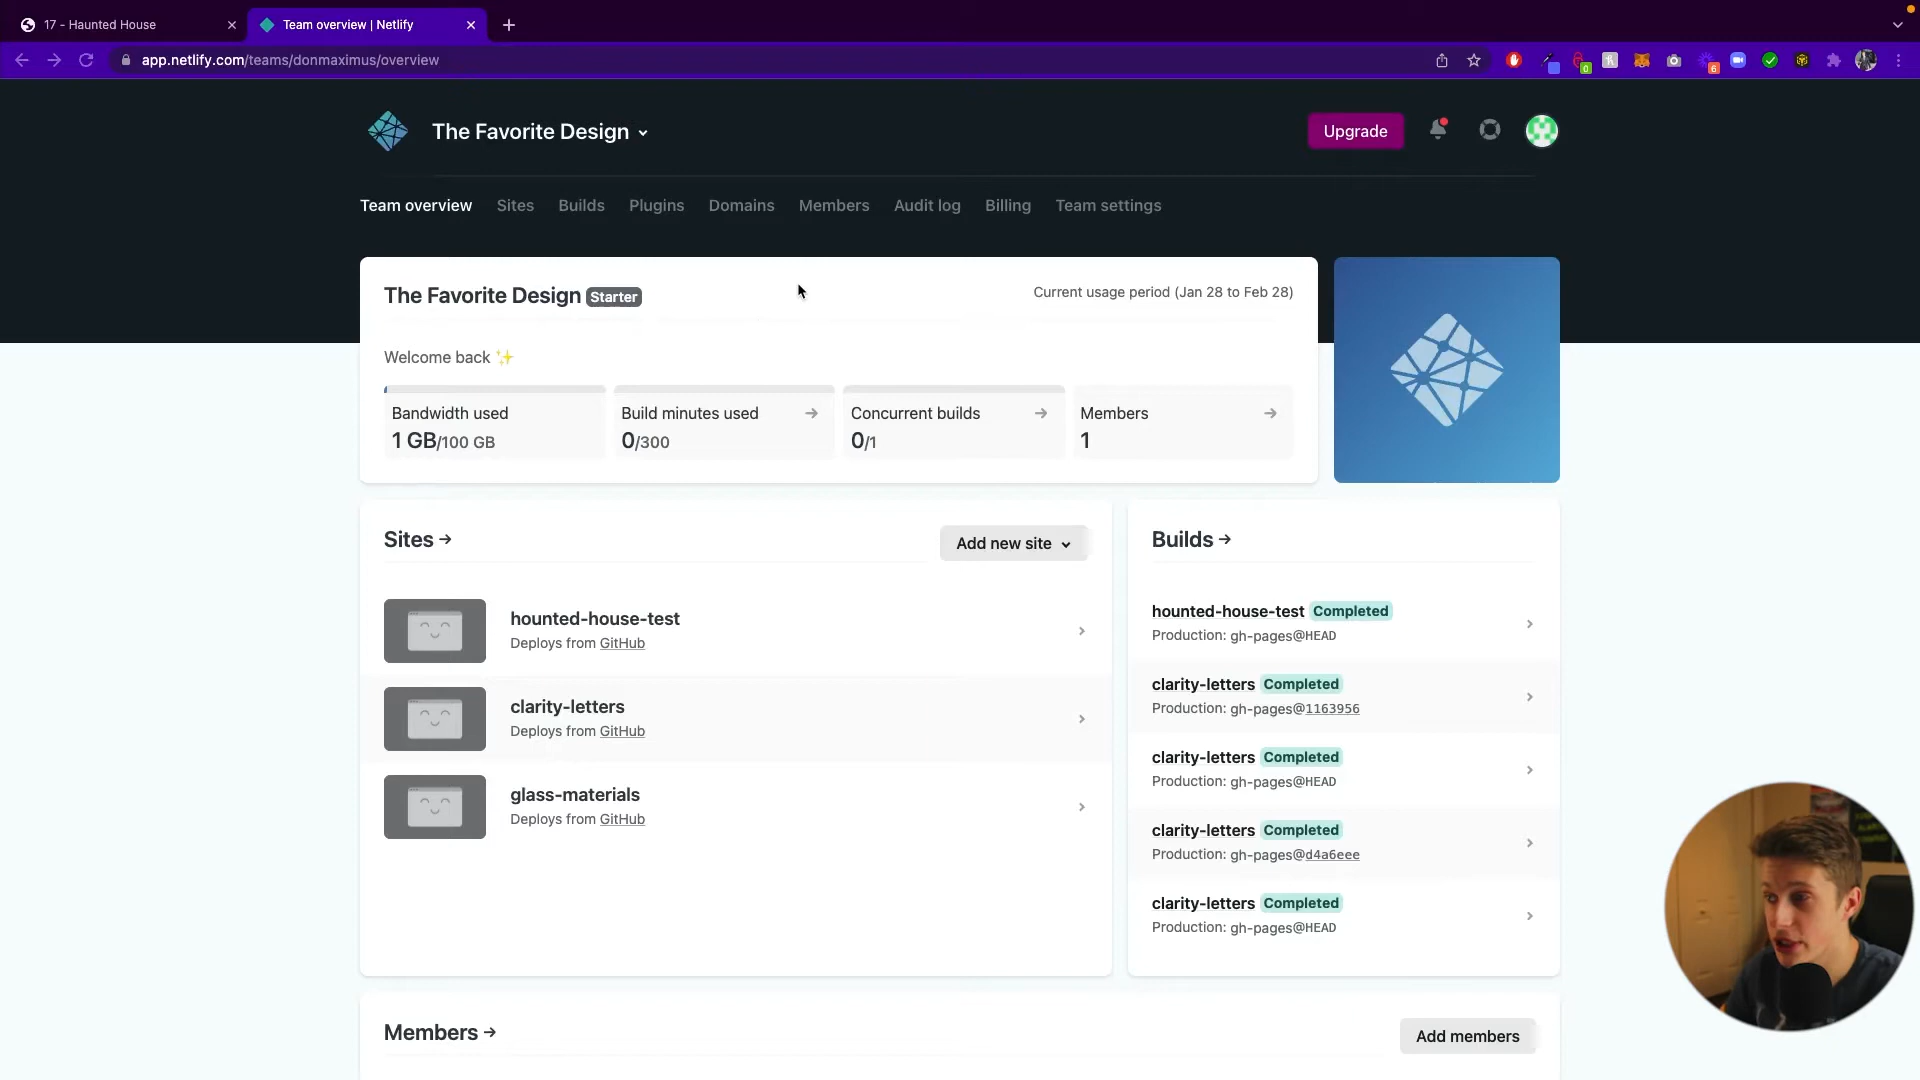 17 - Haunted House
Team overview | Netlify
app.netlify.com/teams/donmaximus/overview
0
6
The Favorite Design
Upgrade
Team overview Sites Builds Plugins Domains Members Audit log Billing Team settings
The Favorite Design Starter
Current usage period (Jan 28 to Feb 28)
Welcome back ✨
Bandwidth used
1 GB/100 GB
Build minutes used →
0/300
Concurrent builds →
0/1
Members →
1
Sites →
Add new site
hounted-house-test
Deploys from GitHub
clarity-letters
Deploys from GitHub
glass-materials
Deploys from GitHub
Builds →
hounted-house-test Completed
Production: gh-pages@HEAD
clarity-letters Completed
Production: gh-pages@1163956
clarity-letters Completed
Production: gh-pages@HEAD
clarity-letters Completed
Production: gh-pages@d4a6eee
clarity-letters Completed
Production: gh-pages@HEAD
Members →
Add members